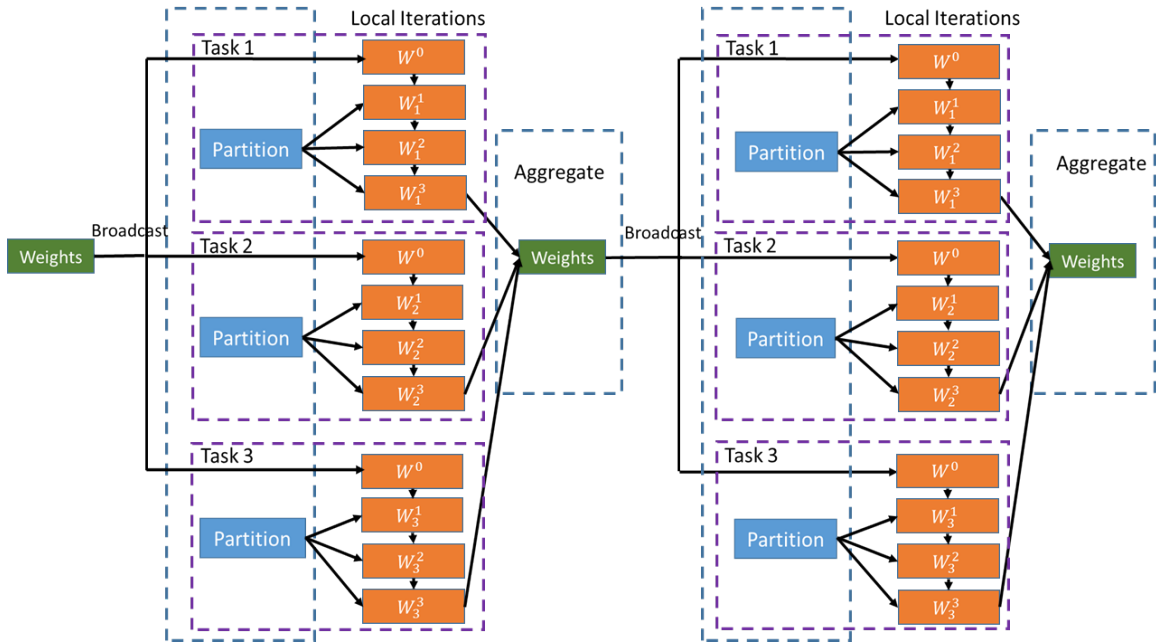 Local Iterations
Task 1
W^0
W_1^1
Partition
W_1^2
W_1^3
Aggregate
Broadcast
Weights
Task 2
W^0
W_2^1
Partition
W_2^2
W_2^3
Weights
Task 3
W^0
W_3^1
Partition
W_3^2
W_3^3
Local Iterations
Task 1
W^0
W_1^1
Partition
W_1^2
W_1^3
Aggregate
Broadcast
Task 2
W^0
W_2^1
Partition
W_2^2
W_2^3
Weights
Task 3
W^0
W_3^1
Partition
W_3^2
W_3^3